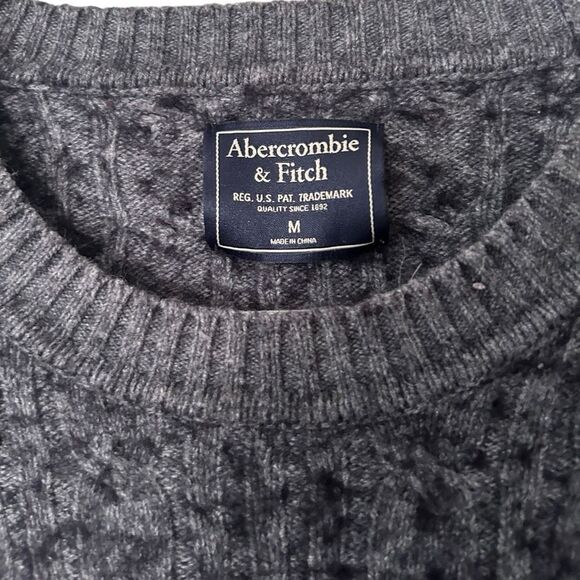 Abercrombie
& Fitch
REG. U.S. PAT. TRADEMARK
QUALITY SINCE 1892
M
MADE IN CHINA